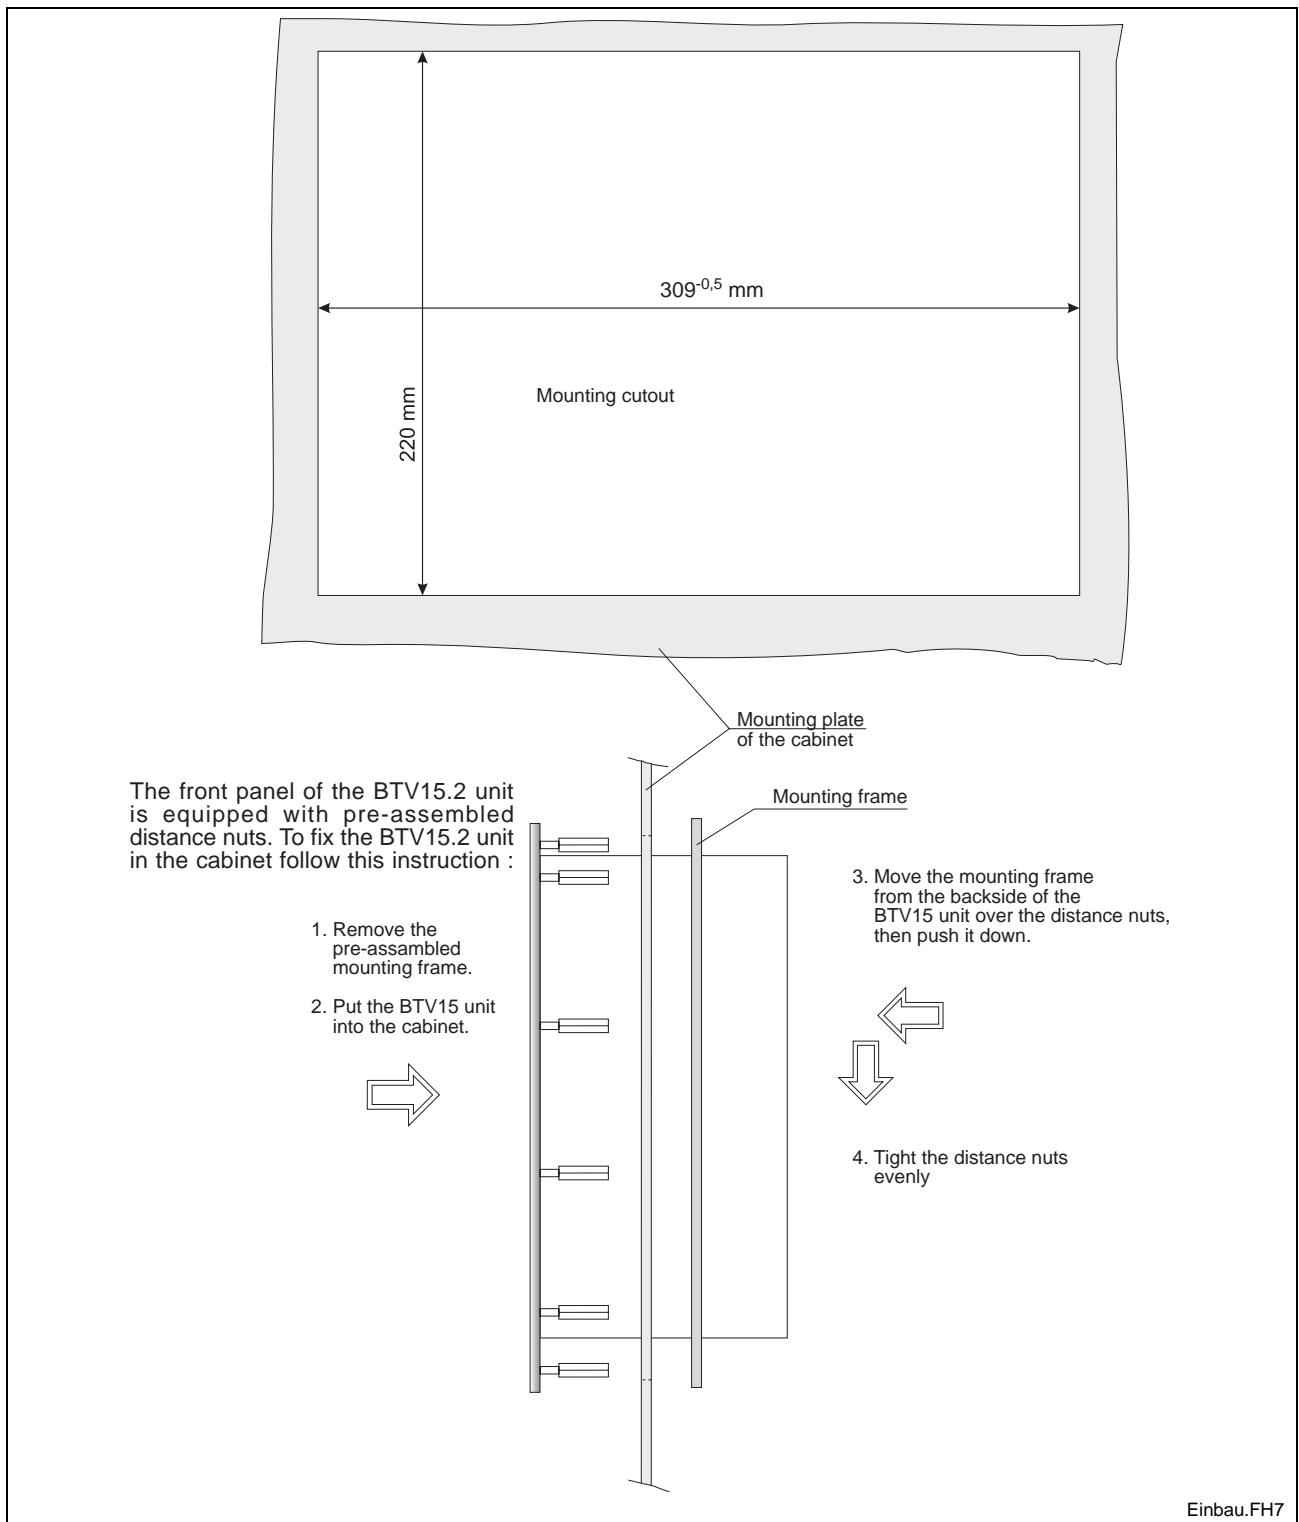 309-0,5 mm
220 mm
Mounting cutout
Mounting plate
of the cabinet
Mounting frame
The front panel of the BTV15.2 unit
is equipped with pre-assembled
distance nuts. To fix the BTV15.2 unit
in the cabinet follow this instruction :
1. Remove the
pre-assambled
mounting frame.
2. Put the BTV15 unit
into the cabinet.
3. Move the mounting frame
from the backside of the
BTV15 unit over the distance nuts,
then push it down.
4. Tight the distance nuts
evenly
Einbau.FH7